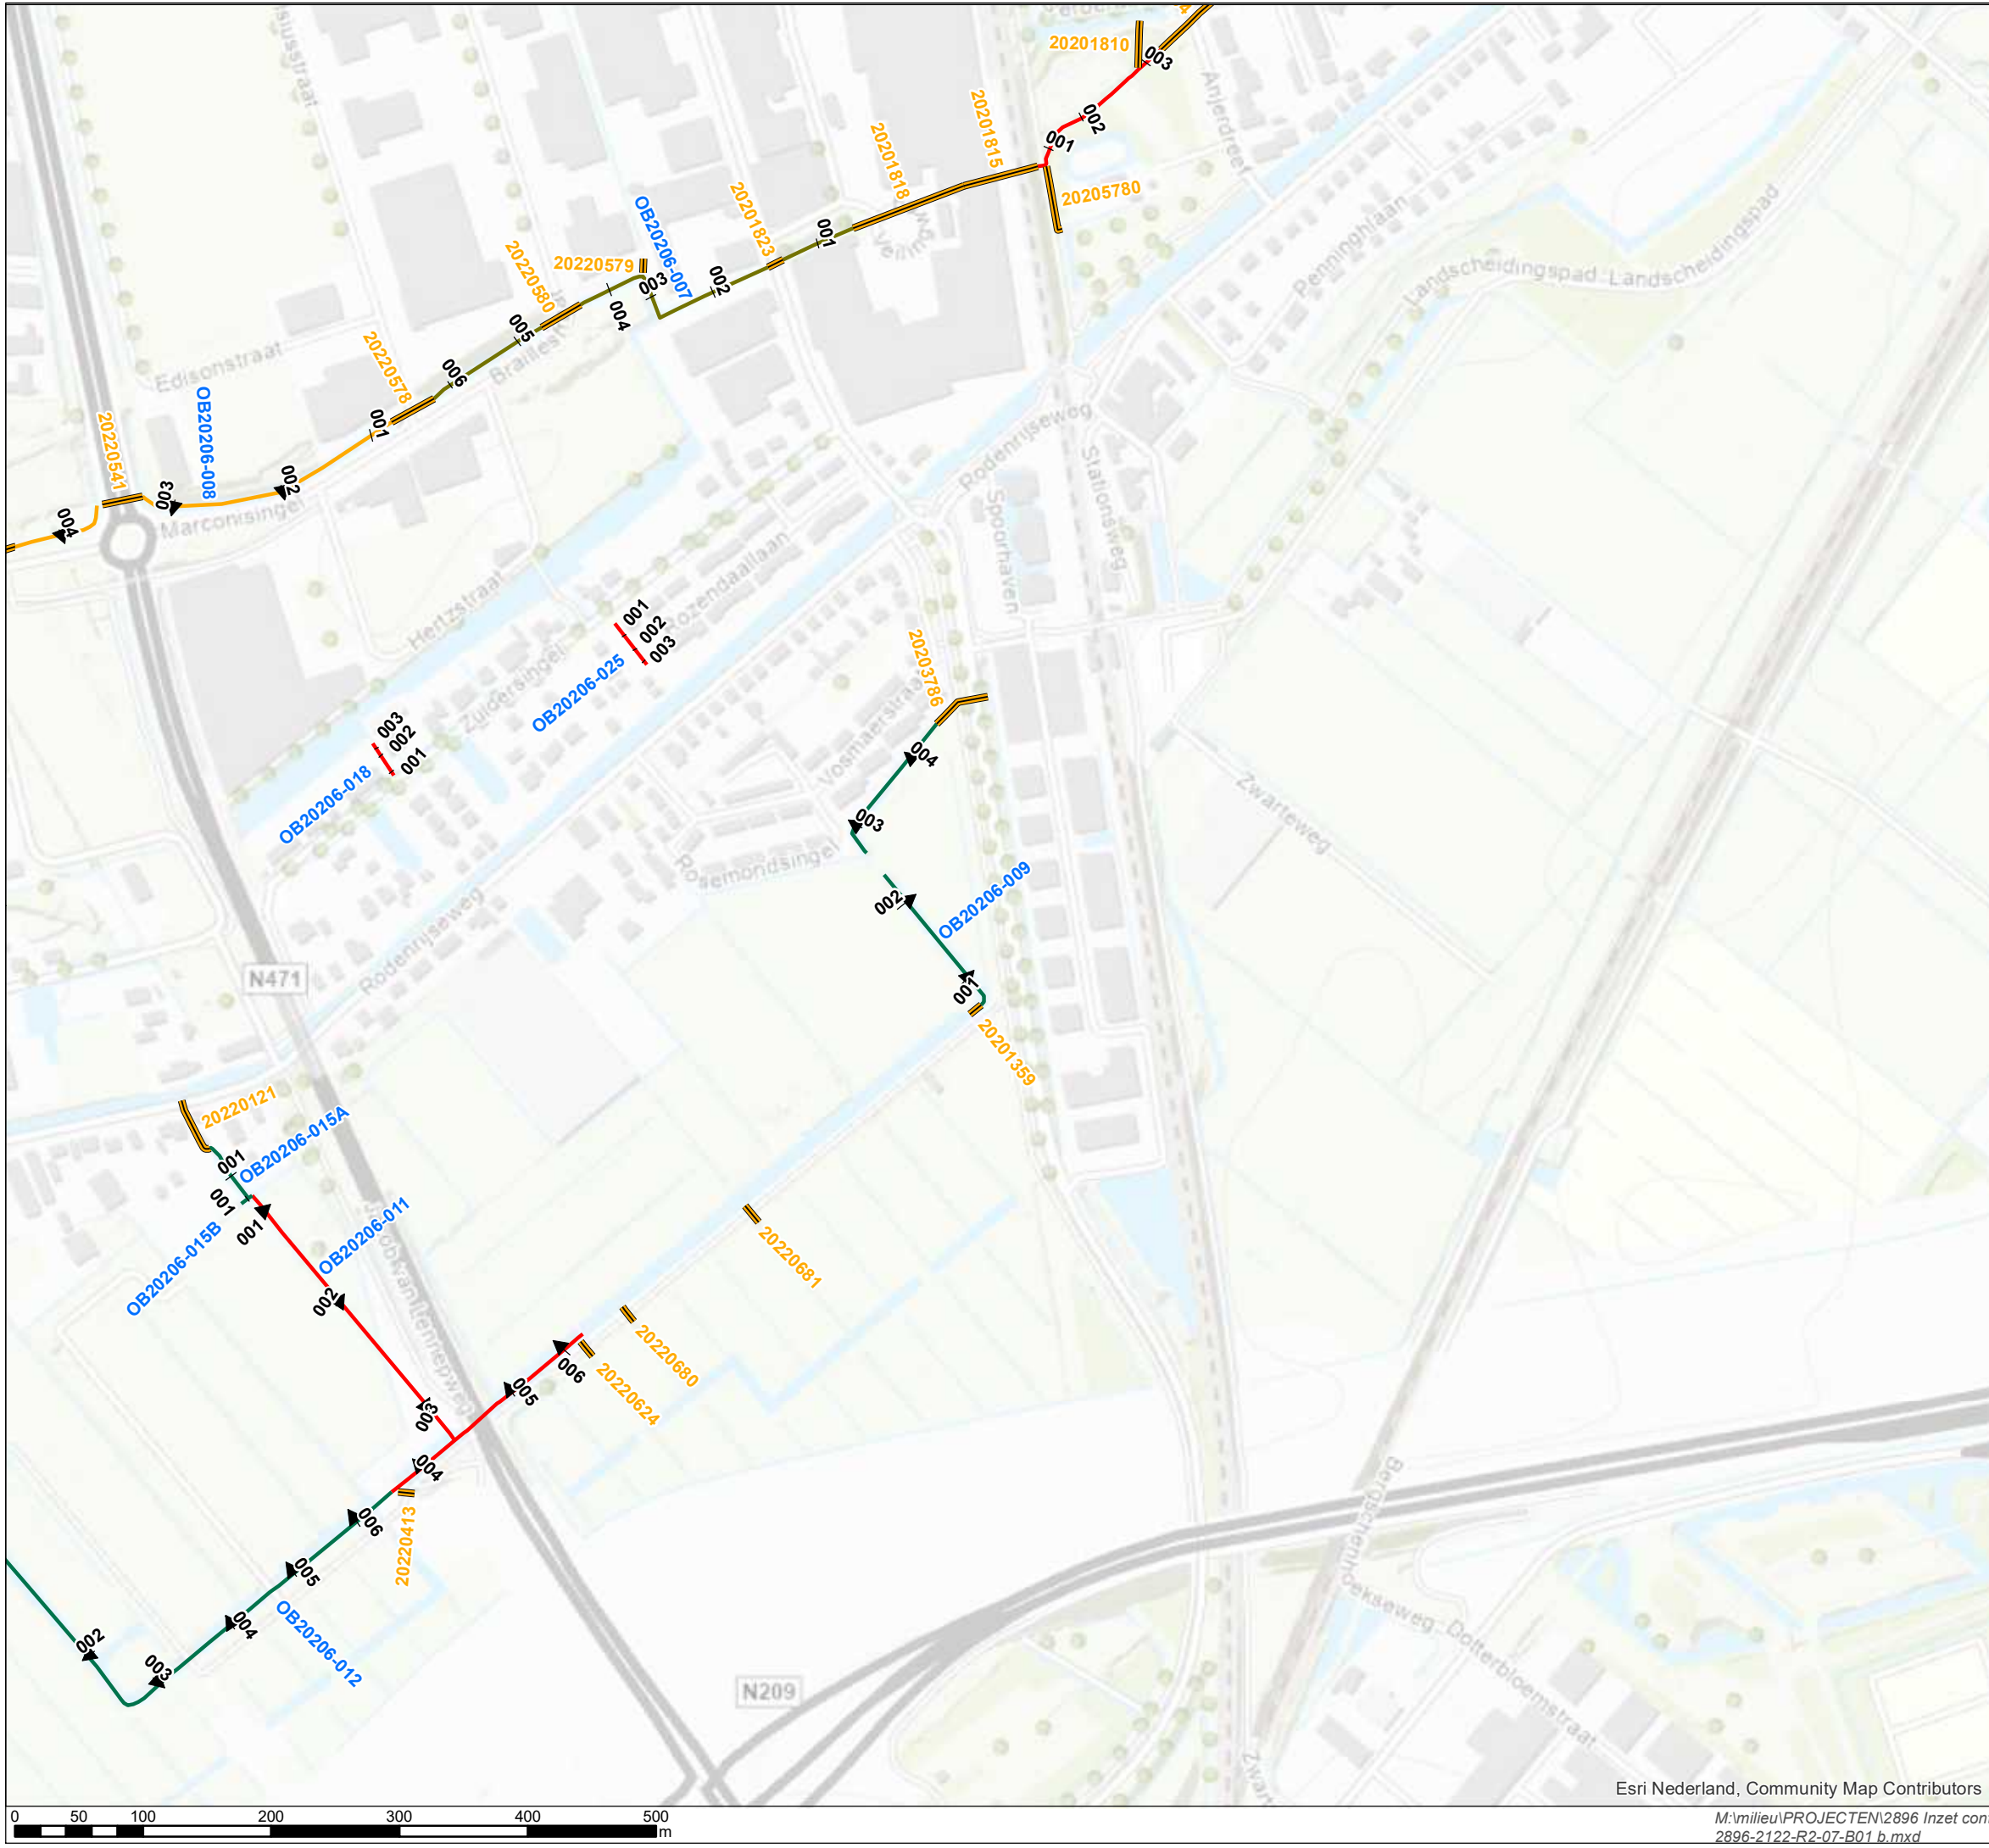 20201810
003
002
001
20201815
20201818
20205780
Anjerdreef
Penninghlaan
Landscheidingspad
Landscheidingspad
20201823
001
OB20206-007
002
20220579
003
20220580
004
005
006
20220578
Edisonstraat
OB20206-008
001
002
003
20220541
004
Marconisingel
Hertzstraat
Rodenrijseweg
Stationsweg
Spoorhaven
001
002
003
OB20206-025
Zuidersingel
003
002
001
OB20206-018
20203786
004
003
Rosemondsingel
002
OB20206-009
001
20201359
Zwarteweg
Rodenrijseweg
N471
20220121
001
OB20206-015A
001
001
OB20206-015B
OB20206-011
002
003
20220681
20220680
20220624
006
005
004
20220413
006
005
004
OB20206-012
003
002
N209
Bergschenhoekseweg
Dotterbloemstraat
Esri Nederland, Community Map Contributors
0 50 100 200 300 400 500
m
M:\milieu\PROJECTEN\2896 Inzet con
2896-2122-R2-07-B01 b.mxd